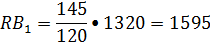 RB₁ = 145/120 • 1320 = 1595